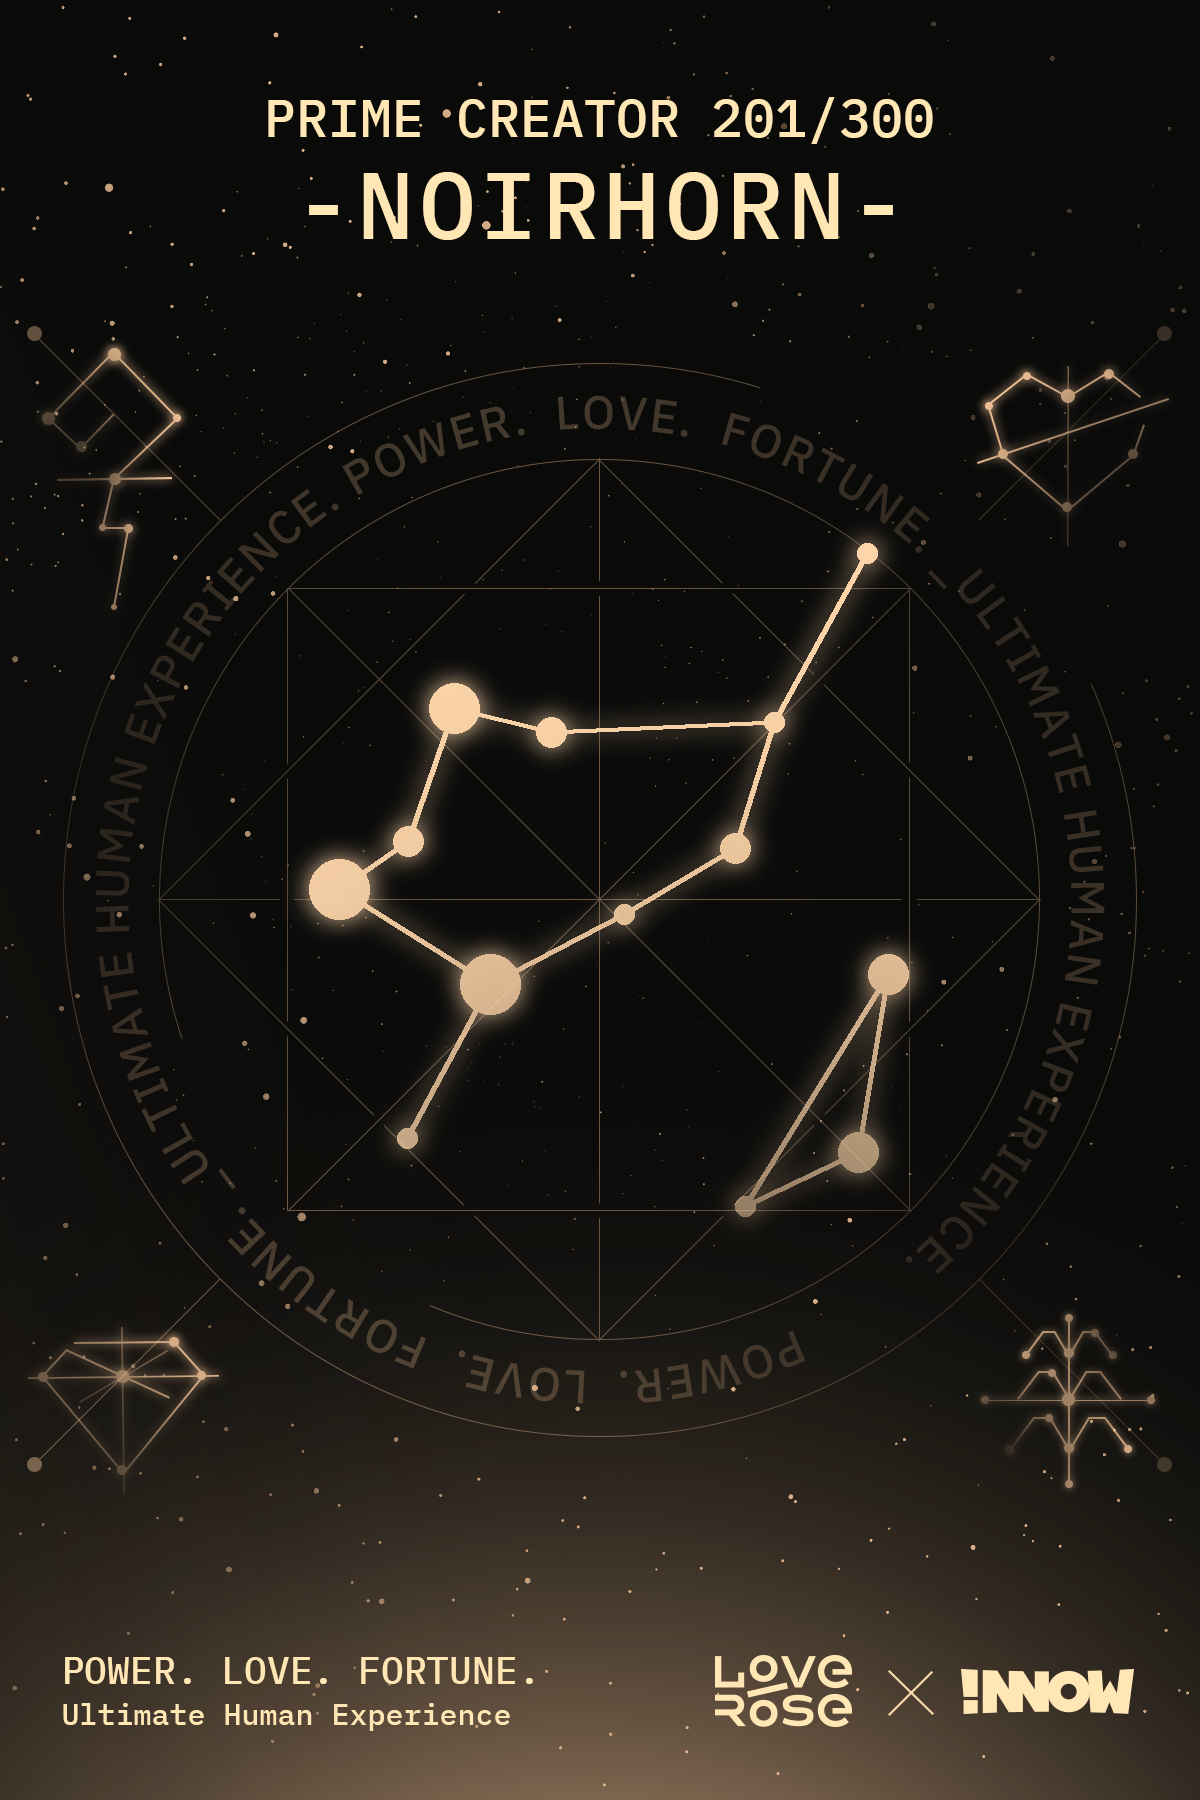 PRIME CREATOR 201/300
-NOIRHORN-
POWER. LOVE. FORTUNE. — ULTIMATE HUMAN EXPERIENCE.
POWER. LOVE. FORTUNE. — ULTIMATE HUMAN EXPERIENCE.
POWER. LOVE. FORTUNE.
Ultimate Human Experience
LOVE ROSE × !NNOW